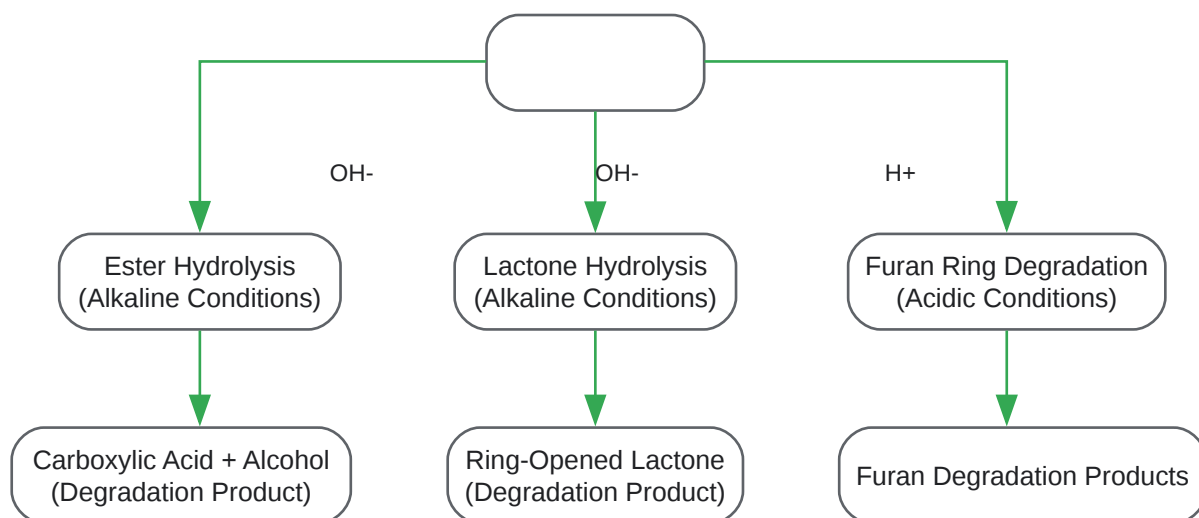 OH-
OH-
H+
Ester Hydrolysis
(Alkaline Conditions)
Lactone Hydrolysis
(Alkaline Conditions)
Furan Ring Degradation
(Acidic Conditions)
Carboxylic Acid + Alcohol
(Degradation Product)
Ring-Opened Lactone
(Degradation Product)
Furan Degradation Products